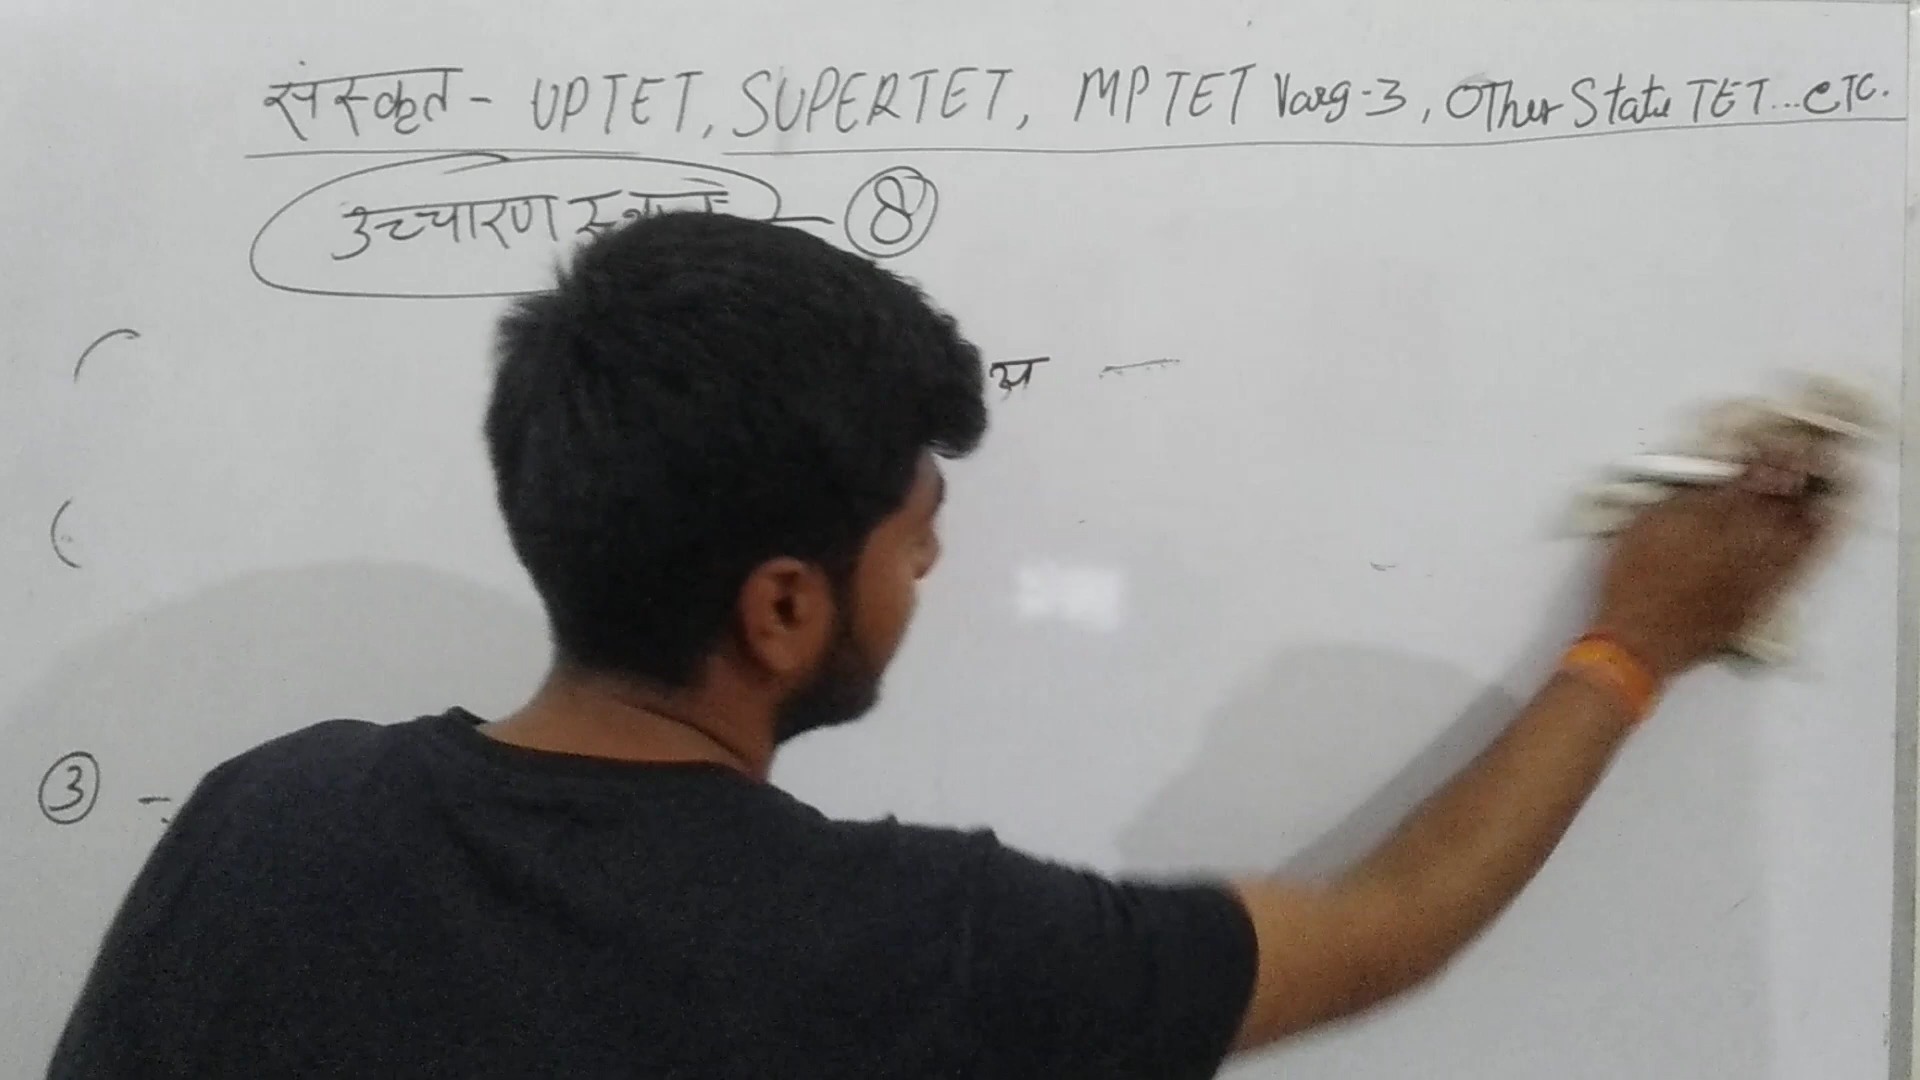 संस्कृत - UPTET, SUPERTET, MPTET Varg-3, Other State TET...eTC.
उच्चारण - ⑧
③ -